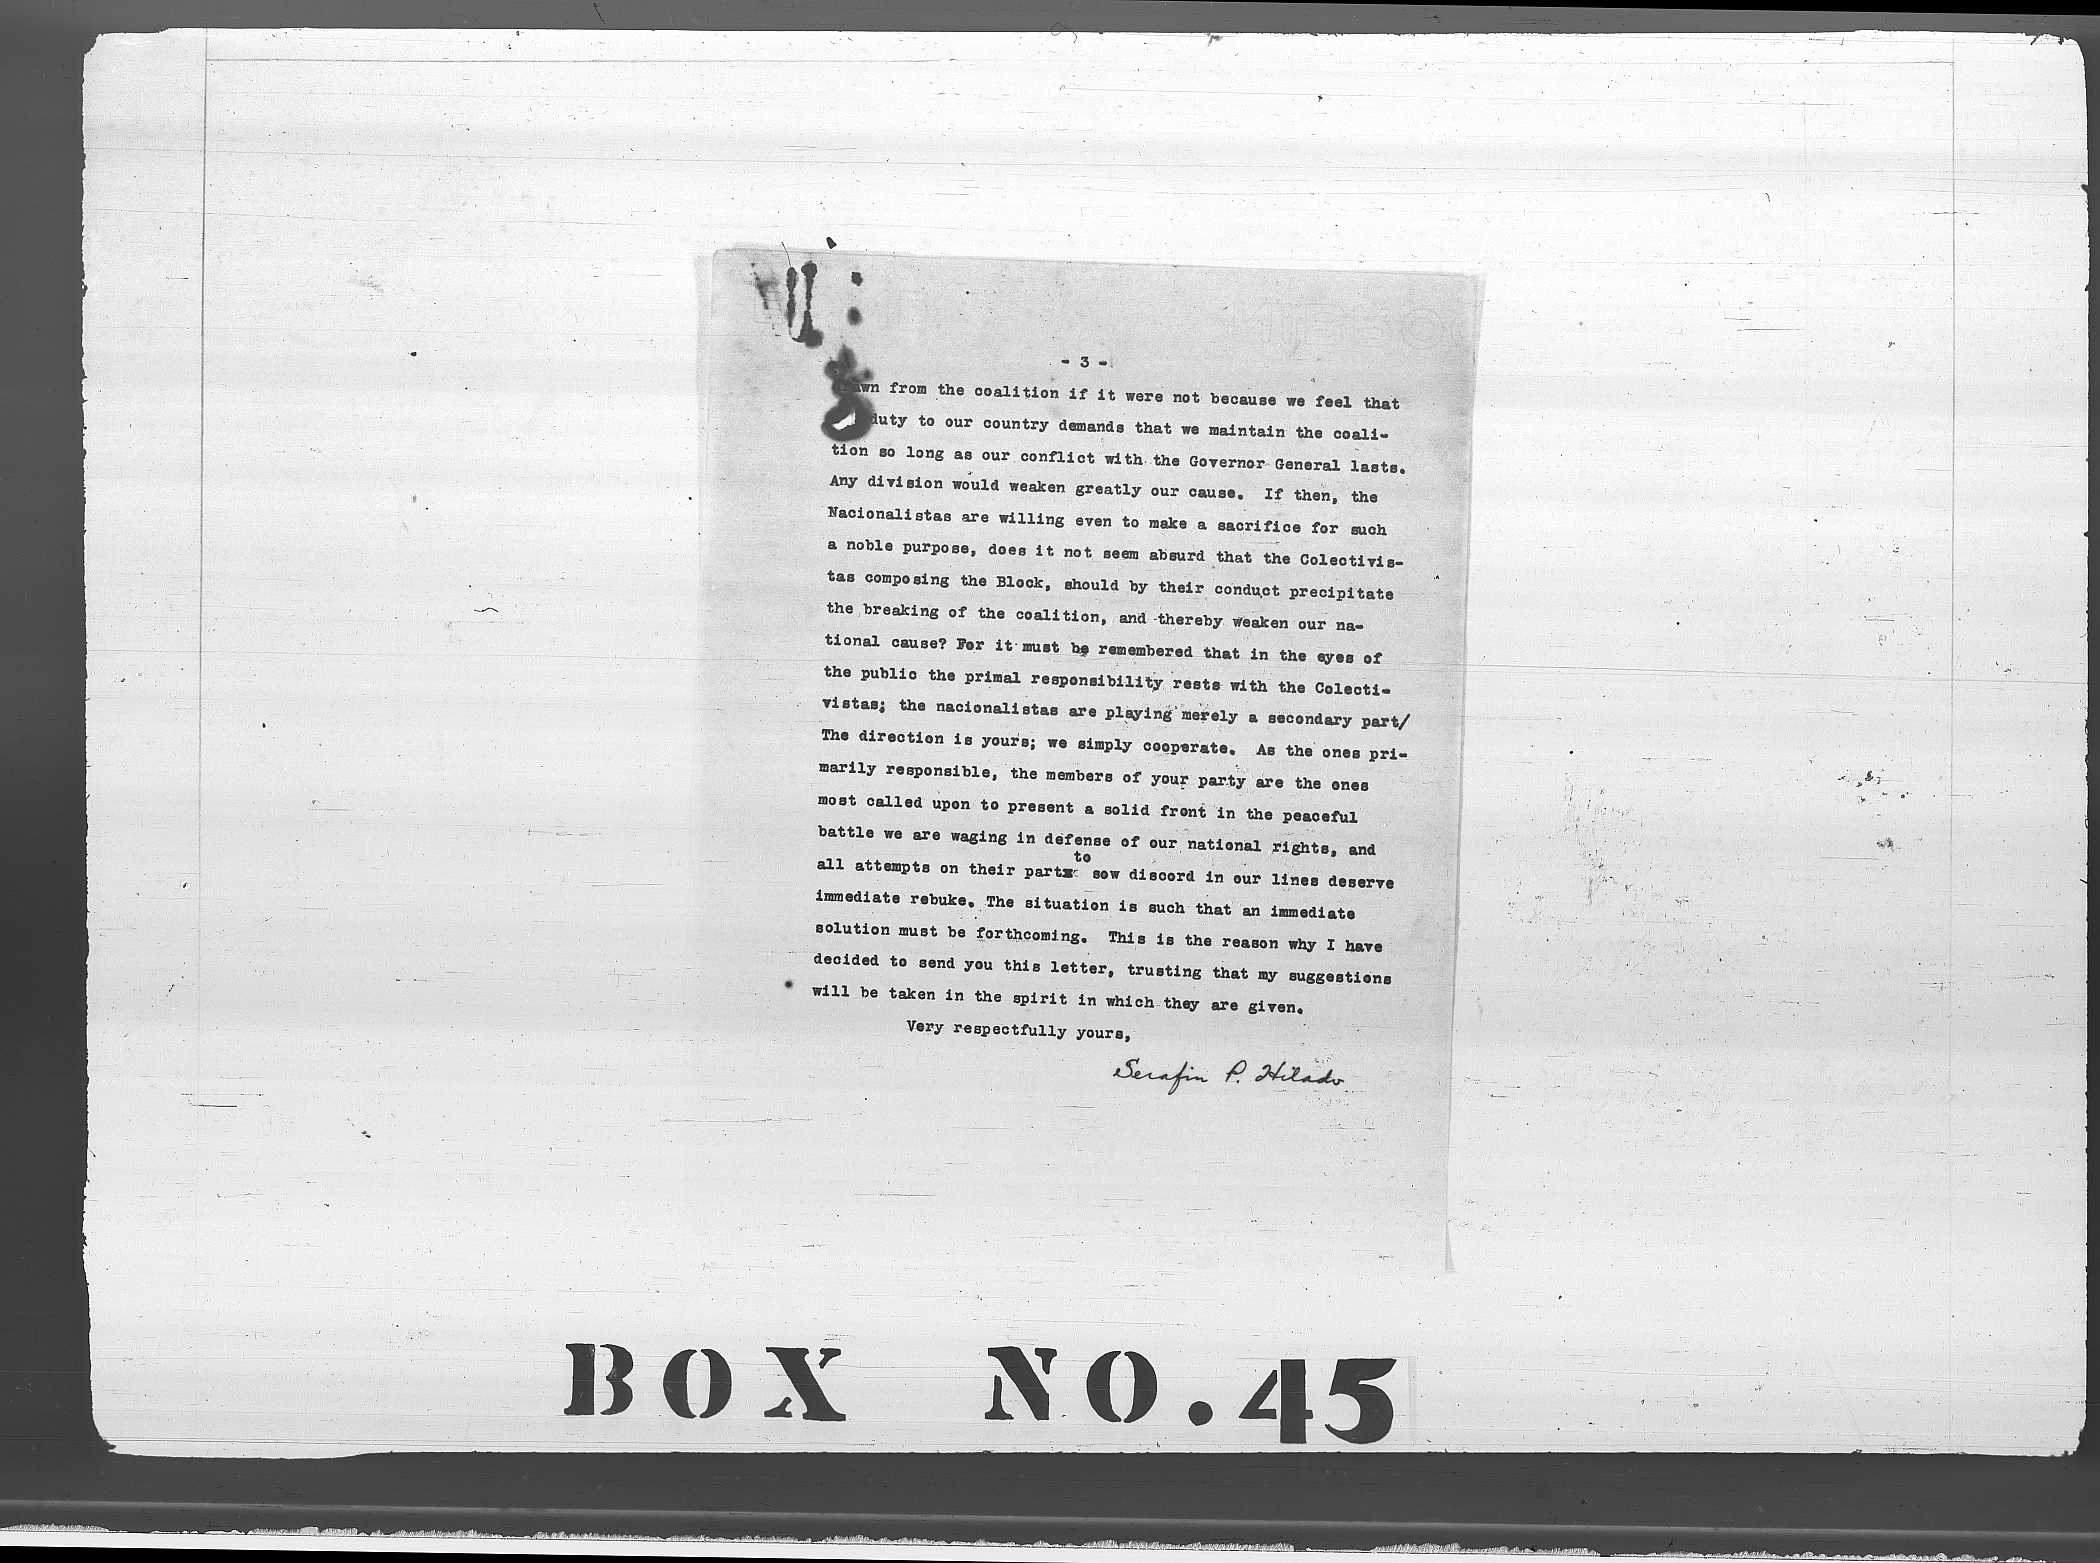 - 3 -
drawn from the coalition if it were not because we feel that
duty to our country demands that we maintain the coali-
tion so long as our conflict with the Governor General lasts.
Any division would weaken greatly our cause. If then, the
Nacionalistas are willing even to make a sacrifice for such
a noble purpose, does it not seem absurd that the Colectivis-
tas composing the Block, should by their conduct precipitate
the breaking of the coalition, and thereby weaken our na-
tional cause? For it must be remembered that in the eyes of
the public the primal responsibility rests with the Colecti-
vistas; the nacionalistas are playing merely a secondary part/
The direction is yours; we simply cooperate. As the ones pri-
marily responsible, the members of your party are the ones
most called upon to present a solid front in the peaceful
battle we are waging in defense of our national rights, and
to
all attempts on their part sow discord in our lines deserve
immediate rebuke. The situation is such that an immediate
solution must be forthcoming. This is the reason why I have
decided to send you this letter, trusting that my suggestions
will be taken in the spirit in which they are given.
Very respectfully yours,
Serafin P. Hilado
BOX NO. 45